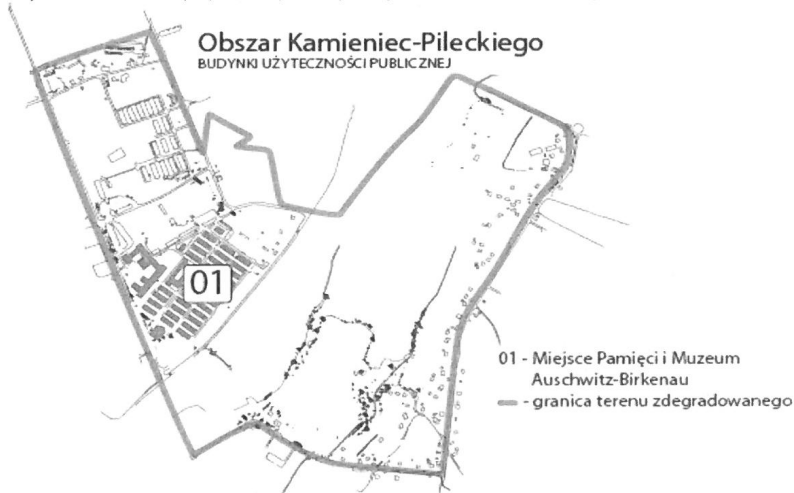 Obszar Kamieniec-Pileckiego
BUDYNKI UŻYTECZNOŚCI PUBLICZNEJ
01
01 - Miejsce Pamięci i Muzeum
Auschwitz-Birkenau
- granica terenu zdegradowanego